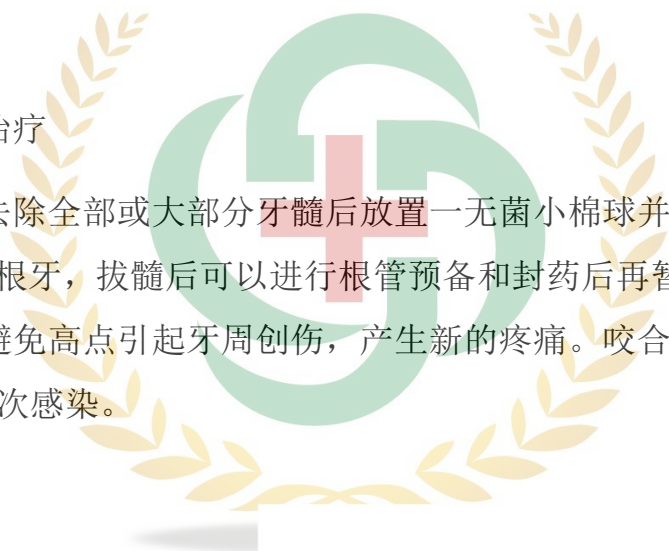 治疗
去除全部或大部分牙髓后放置一无菌小棉球并
根牙，拔髓后可以进行根管预备和封药后再暂
避免高点引起牙周创伤，产生新的疼痛。咬合
次感染。